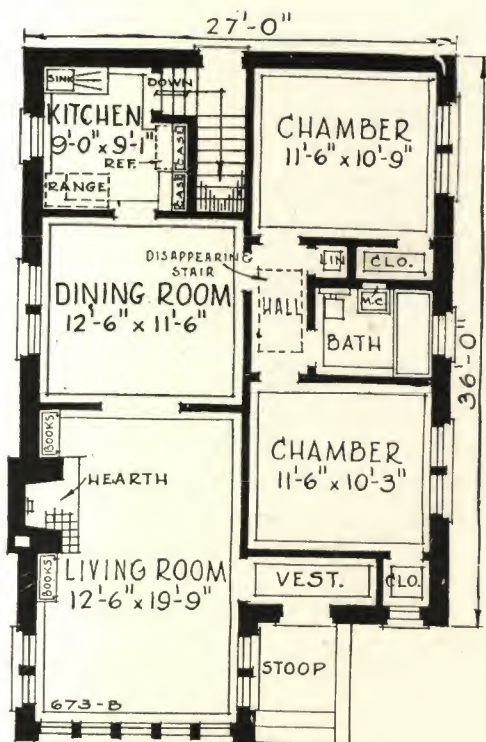 27'-0"
SINK
DOWN
KITCHEN
9'-0" x 9'-1"
REF.
CASE
CASE
RANGE
CHAMBER
11'-6" x 10'-9"
DISAPPEARING
STAIR
LIN
CLO.
HALL
M.C.
BATH
DINING ROOM
12'-6" x 11'-6"
36'-0"
BOOKS
HEARTH
CHAMBER
11'-6" x 10'-3"
BOOKS
LIVING ROOM
12'-6" x 19'-9"
VEST.
CLO.
STOOP
673-B